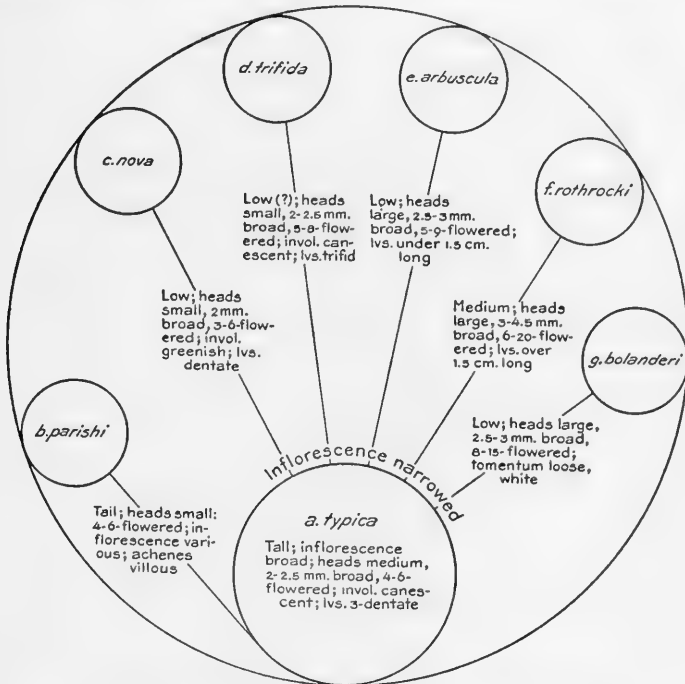 d. trifida
e. arbuscula
c. nova
f. rothrocki
Low (?); heads
small, 2-2.5 mm.
broad, 5-8-flow-
ered; invol. can-
escent; lvs. trifid
Low; heads
large, 2.5-3 mm.
broad, 5-9-flowered;
lvs. under 1.5 cm.
long
Low; heads
small, 2mm.
broad, 3-6-flow-
ered; invol.
greenish; lvs.
dentate
Medium; heads
large, 3-4.5 mm.
broad, 6-20-flow-
ered; lvs. over
1.5 cm. long
g. bolanderi
b. parishi
Low; heads large,
2.5-3 mm. broad,
8-15-flowered;
tomentum loose,
white
Inflorescence narrowed
Tall; heads small:
4-6-flowered; in-
florescence vari-
ous; achenes
villous
a. typica
Tall; inflorescence
broad; heads medium,
2-2.5 mm. broad, 4-6-
flowered; invol. canes-
cent; lvs. 3-dentate